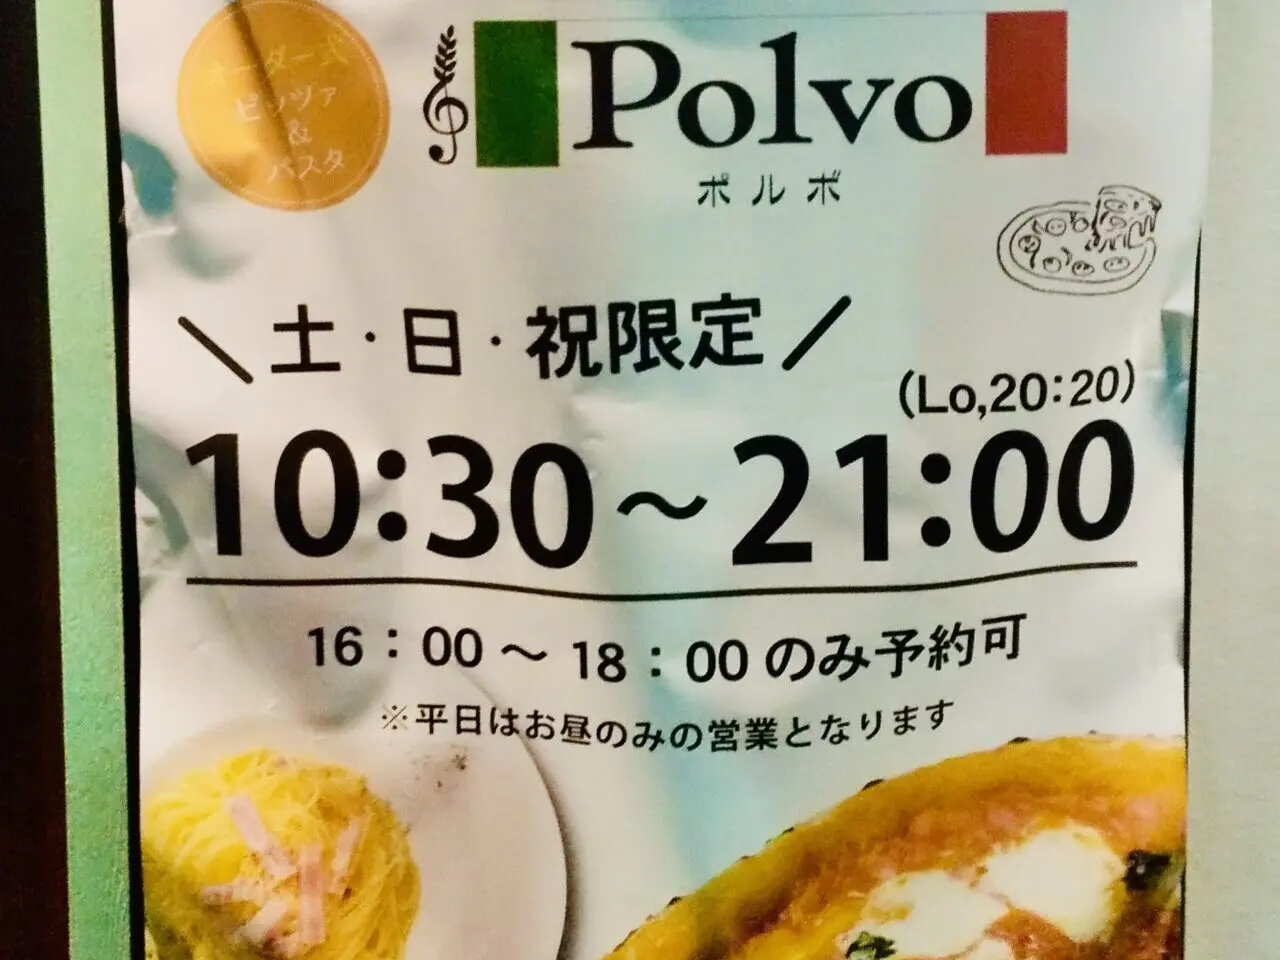 オーダー式
ピッツァ
&
パスタ
Polvo
ポルボ
＼土・日・祝限定／
(Lo,20:20)
10:30～21:00
16：00～18：00のみ予約可
※平日はお昼のみの営業となります